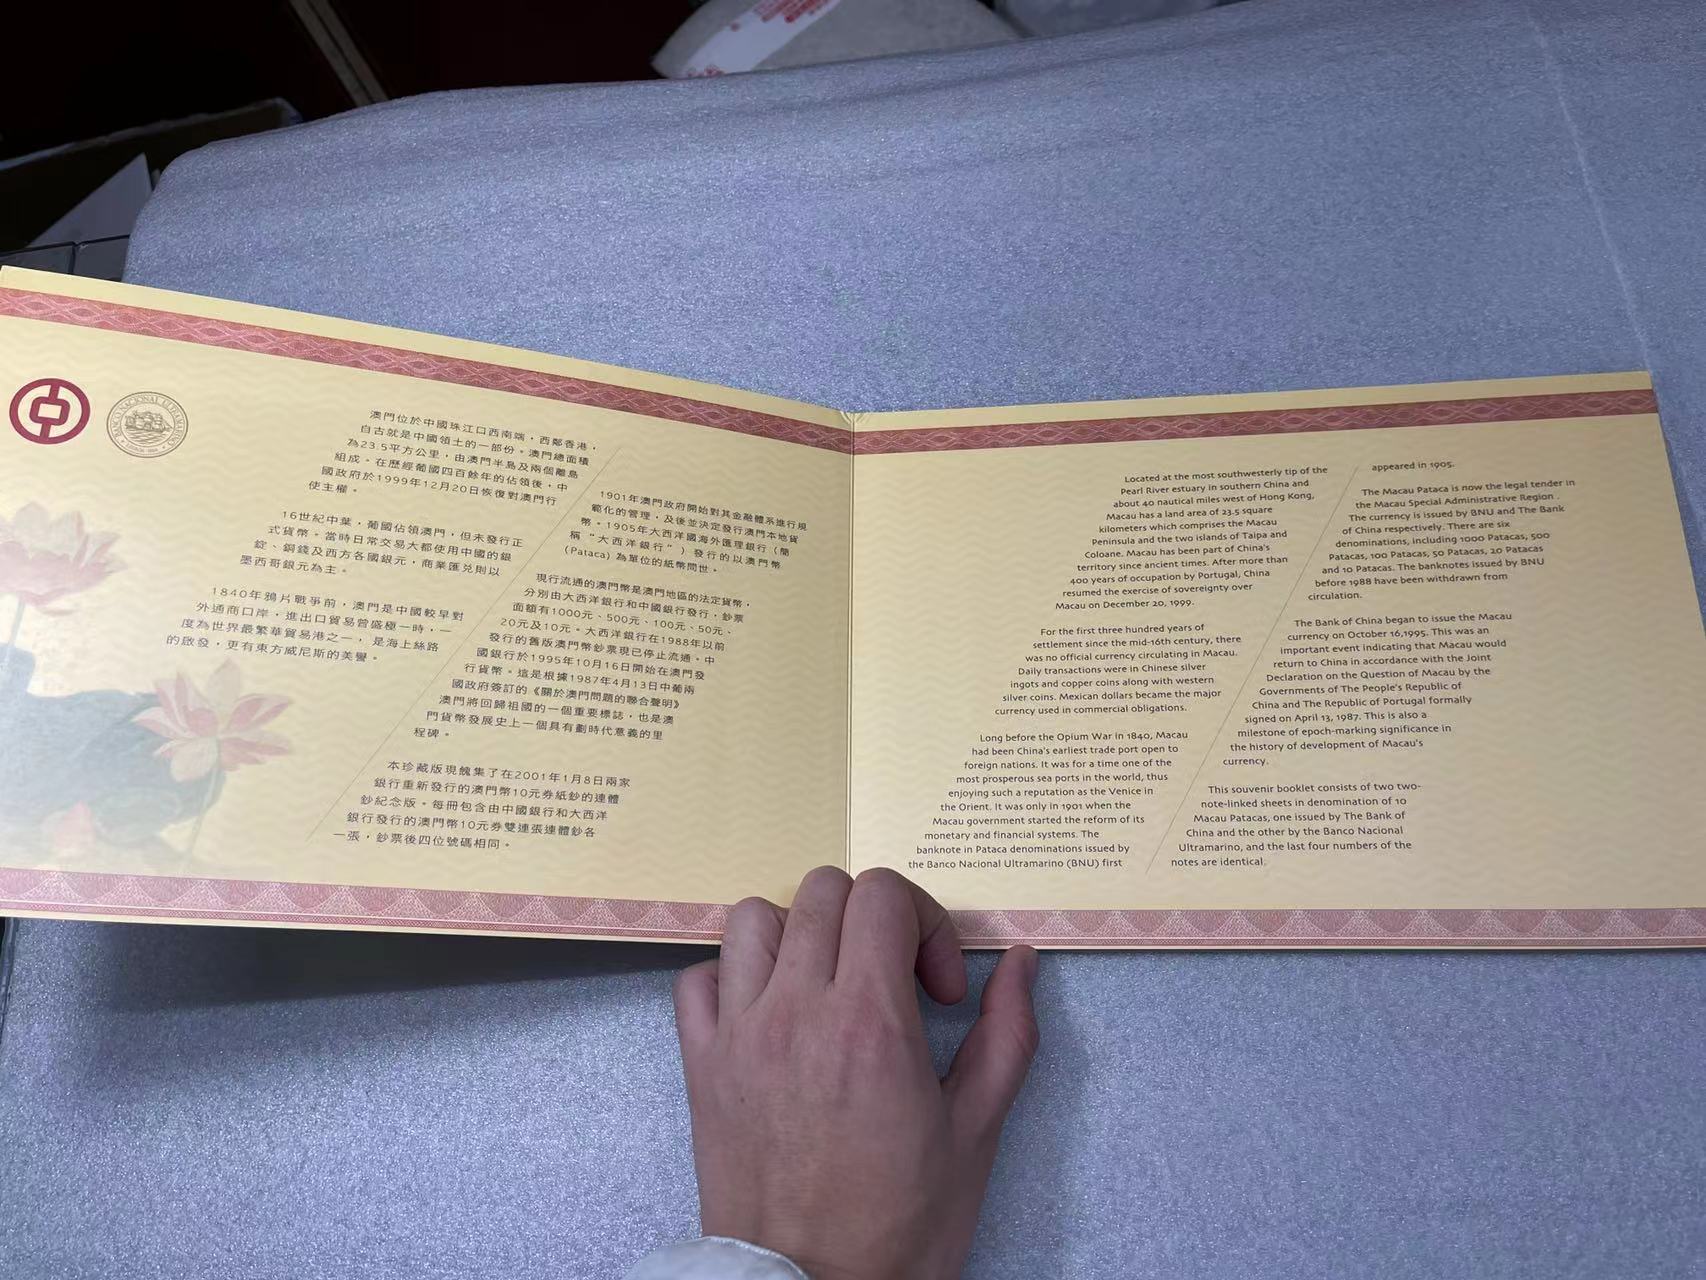 BANCO NACIONAL ULTRAMARINO
澳門位於中國珠江口西南端，西鄰香港，
自古就是中國領土的一部份。澳門總面積
為23.5平方公里，由澳門半島及兩個離島
組成。在歷經葡國四百餘年的佔領後，中
國政府於1999年12月20日恢復對澳門行
使主權。
16世紀中葉，葡國佔領澳門，但未發行正
式貨幣。當時日常交易大都使用中國的銀
錠、銅錢及西方各國銀元，商業匯兌則以
墨西哥銀元為主。
1840年鴉片戰爭前，澳門是中國較早對
外通商口岸，進出口貿易曾盛極一時，一
度為世界最繁華貿易港之一， 是海上絲路
的啟發，更有東方威尼斯的美譽。
1901年澳門政府開始對其金融體系進行規
範化的管理，及後並決定發行澳門本地貨
幣。1905年大西洋國海外匯理銀行（簡
稱“大西洋銀行”）發行的以澳門幣
(Pataca) 為單位的紙幣問世。
現行流通的澳門幣是澳門地區的法定貨幣，
分別由大西洋銀行和中國銀行發行，鈔票
面額有1000元、500元、100元、50元、
20元及10元。大西洋銀行在1988年以前
發行的舊版澳門幣鈔票現已停止流通。中
國銀行於1995年10月16日開始在澳門發
行貨幣。這是根據1987年4月13日中葡兩
國政府簽訂的《關於澳門問題的聯合聲明》
澳門將回歸祖國的一個重要標誌，也是澳
門貨幣發展史上一個具有劃時代意義的里
程碑。
本珍藏版現餽集了在2001年1月8日兩家
銀行重新發行的澳門幣10元券紙鈔的連體
鈔紀念版。每冊包含由中國銀行和大西洋
銀行發行的澳門幣10元券雙連張連體鈔各
一張，鈔票後四位號碼相同。
Located at the most southwesterly tip of the
Pearl River estuary in southern China and
about 40 nautical miles west of Hong Kong,
Macau has a land area of 23.5 square
kilometers which comprises the Macau
Peninsula and the two islands of Taipa and
Coloane. Macau has been part of China's
territory since ancient times. After more than
400 years of occupation by Portugal, China
resumed the exercise of sovereignty over
Macau on December 20, 1999.
For the first three hundred years of
settlement since the mid-16th century, there
was no official currency circulating in Macau.
Daily transactions were in Chinese silver
ingots and copper coins along with western
silver coins. Mexican dollars became the major
currency used in commercial obligations.
Long before the Opium War in 1840, Macau
had been China's earliest trade port open to
foreign nations. It was for a time one of the
most prosperous sea ports in the world, thus
enjoying such a reputation as the Venice in
the Orient. It was only in 1901 when the
Macau government started the reform of its
monetary and financial systems. The
banknote in Pataca denominations issued by
the Banco Nacional Ultramarino (BNU) first
appeared in 1905.
The Macau Pataca is now the legal tender in
the Macau Special Administrative Region .
The currency is issued by BNU and The Bank
of China respectively. There are six
denominations, including 1000 Patacas, 500
Patacas, 100 Patacas, 50 Patacas, 20 Patacas
and 10 Patacas. The banknotes issued by BNU
before 1988 have been withdrawn from
circulation.
The Bank of China began to issue the Macau
currency on October 16,1995. This was an
important event indicating that Macau would
return to China in accordance with the Joint
Declaration on the Question of Macau by the
Governments of The People's Republic of
China and The Republic of Portugal formally
signed on April 13, 1987. This is also a
milestone of epoch-marking significance in
the history of development of Macau's
currency.
This souvenir booklet consists of two two-
note-linked sheets in denomination of 10
Macau Patacas, one issued by The Bank of
China and the other by the Banco Nacional
Ultramarino, and the last four numbers of the
notes are identical.